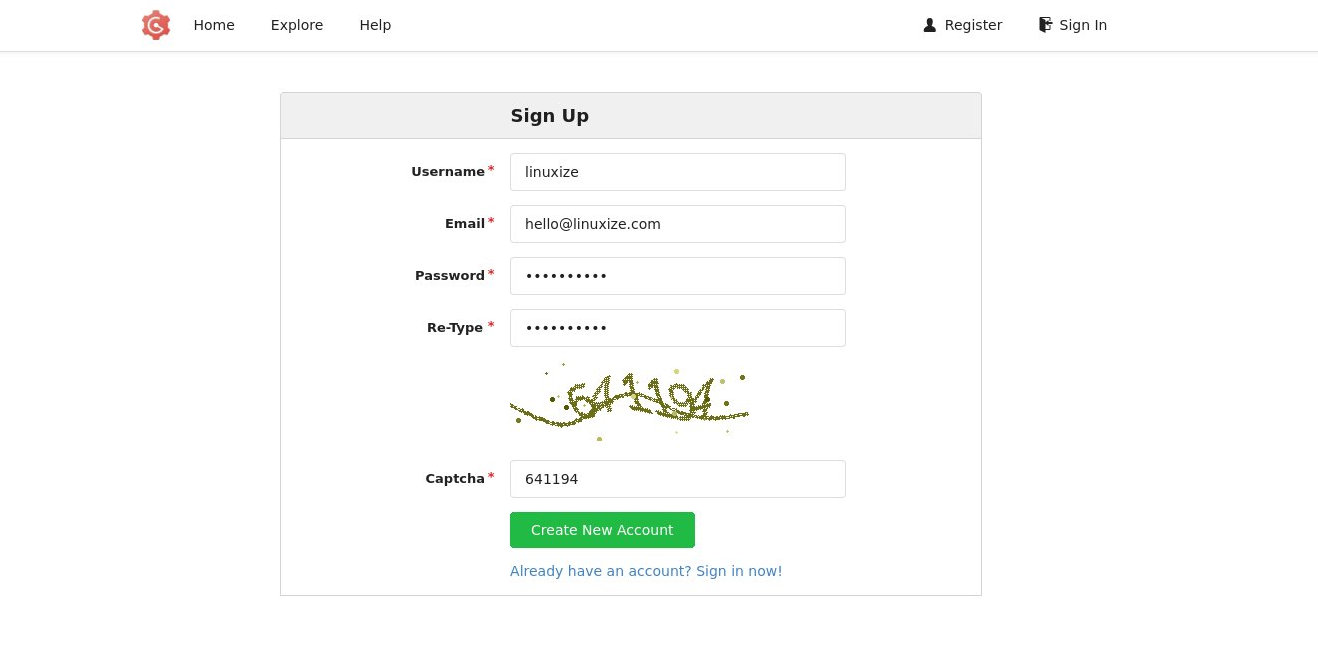 Home Explore Help Register Sign In
Sign Up
Username* linuxize
Email* hello@linuxize.com
Password* ••••••••••
Re-Type * ••••••••••
Captcha* 641194
Create New Account
Already have an account? Sign in now!